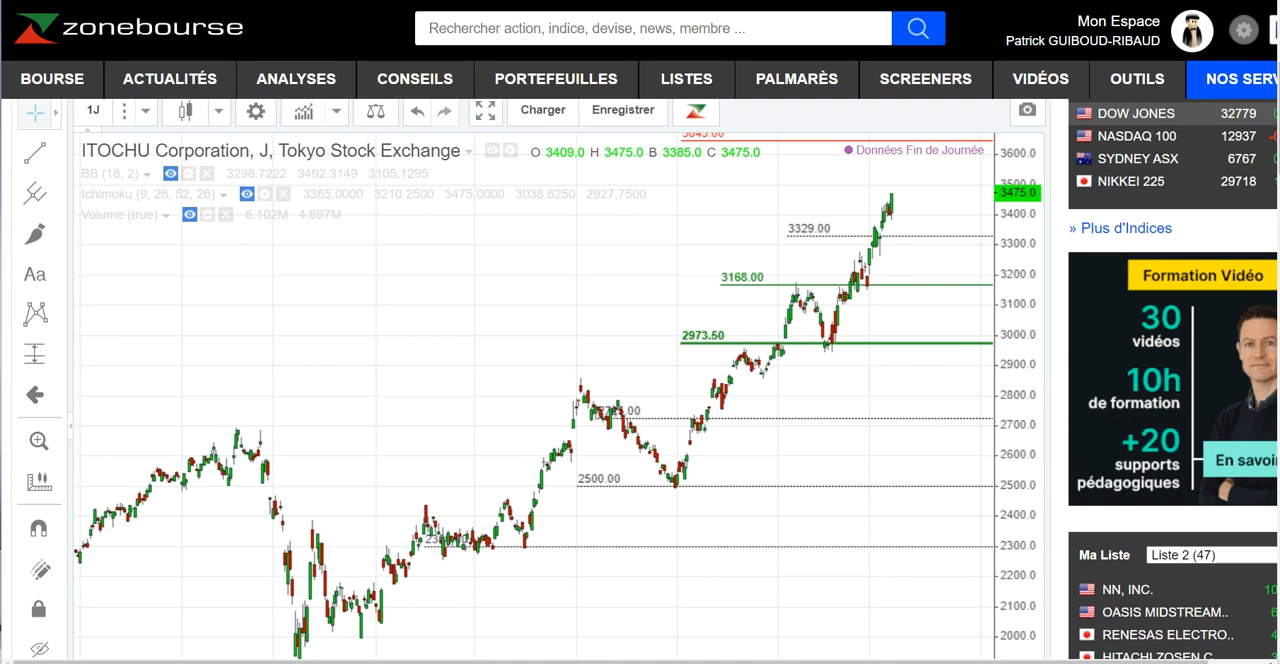 zonebourse
Rechercher action, indice, devise, news, membre ...
Mon Espace
Patrick GUIBOUD-RIBAUD
BOURSE ACTUALITÉS ANALYSES CONSEILS PORTEFEUILLES LISTES PALMARÈS SCREENERS VIDÉOS OUTILS NOS SERV
1J Charger Enregistrer
ITOCHU Corporation, J, Tokyo Stock Exchange O 3409.0 H 3475.0 B 3385.0 C 3475.0 Données Fin de Journée
BB (18, 2) 3298.7222 3492.3149 3105.1295
Ichimoku (9, 26, 52, 26) 3365.0000 3210.2500 3475.0000 3038.6250 2927.7500
Volume (true) 6.102M 4.897M
Aa
3645.00
3329.00
3168.00
2973.50
2500.00
3600.0
3500.0
3475.0
3400.0
3300.0
3200.0
3100.0
3000.0
2900.0
2800.0
2700.0
2600.0
2500.0
2400.0
2300.0
2200.0
2100.0
2000.0
DOW JONES 32779
NASDAQ 100 12937
SYDNEY ASX 6767
NIKKEI 225 29718
» Plus d'Indices
Formation Vidéo
30
vidéos
10h
de formation
+20
supports
pédagogiques
En savoi
Ma Liste Liste 2 (47)
NN, INC. 10
OASIS MIDSTREAM.. 6
RENESAS ELECTRO.. 4
HITACHI ZOSEN C